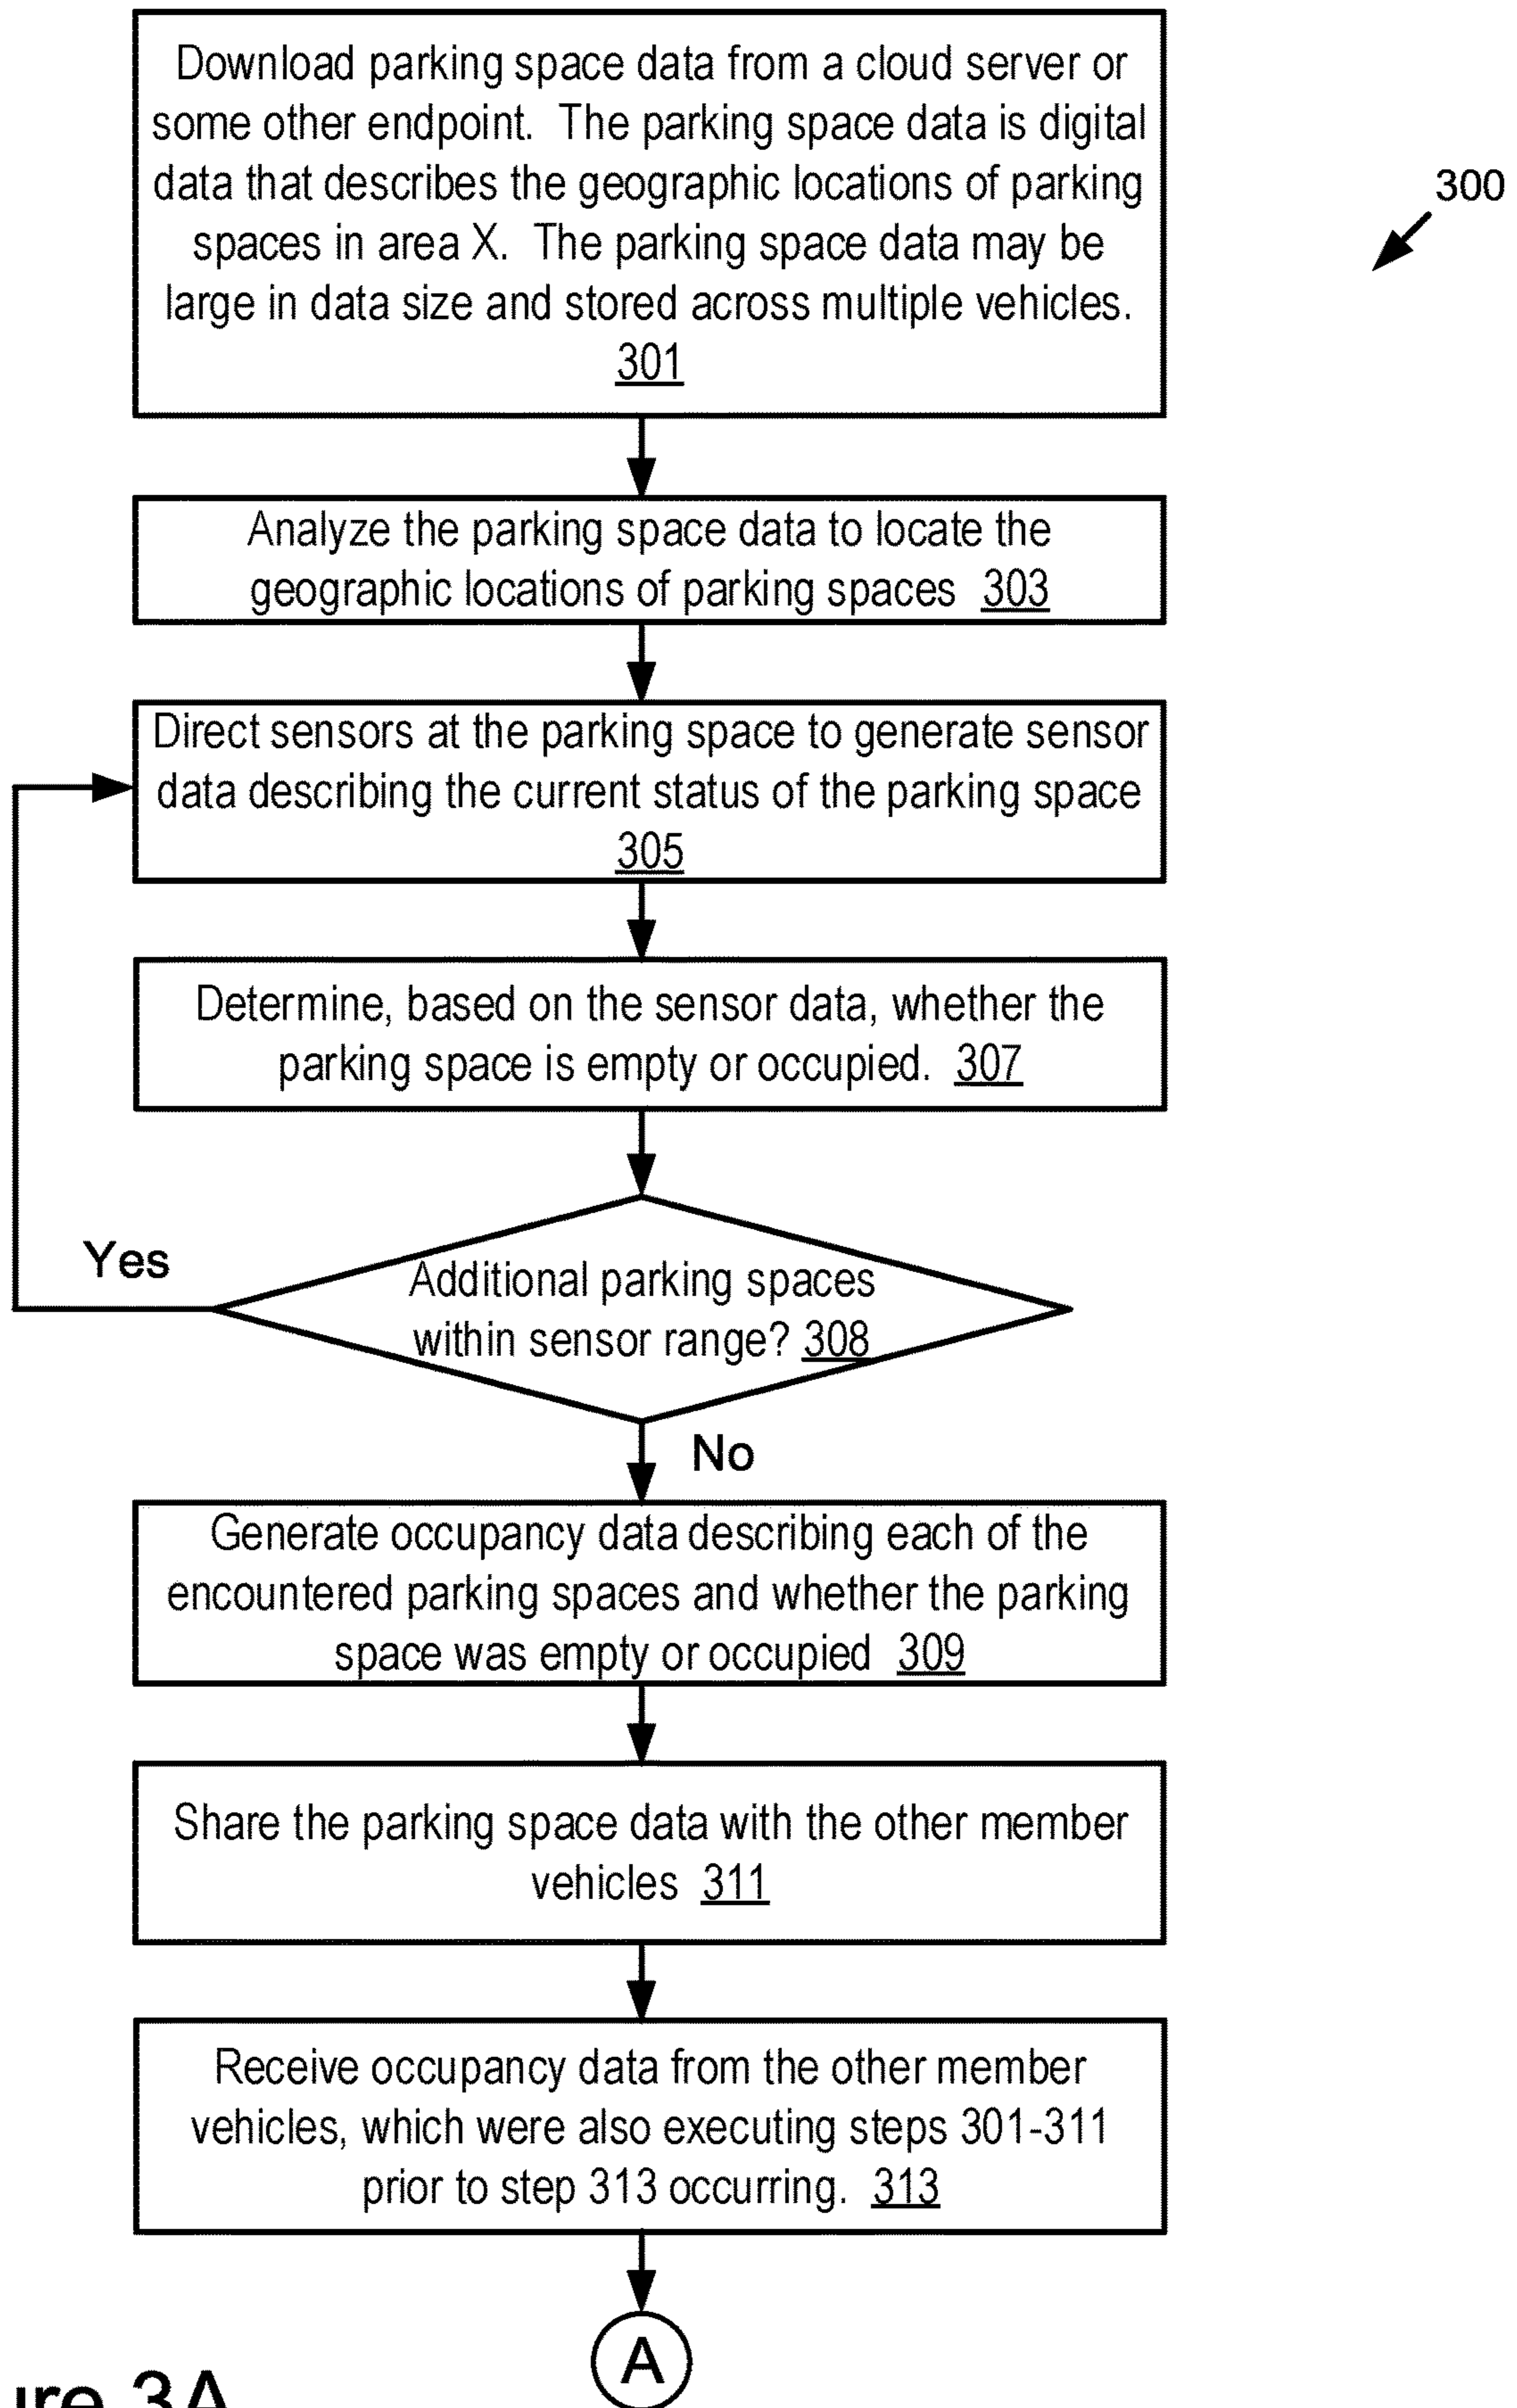 Download parking space data from a cloud server or
some other endpoint. The parking space data is digital
data that describes the geographic locations of parking
spaces in area X. The parking space data may be
large in data size and stored across multiple vehicles.
301
300
Analyze the parking space data to locate the
geographic locations of parking spaces 303
Direct sensors at the parking space to generate sensor
data describing the current status of the parking space
305
Determine, based on the sensor data, whether the
parking space is empty or occupied. 307
Yes
Additional parking spaces
within sensor range? 308
No
Generate occupancy data describing each of the
encountered parking spaces and whether the parking
space was empty or occupied 309
Share the parking space data with the other member
vehicles 311
Receive occupancy data from the other member
vehicles, which were also executing steps 301-311
prior to step 313 occurring. 313
A
3A